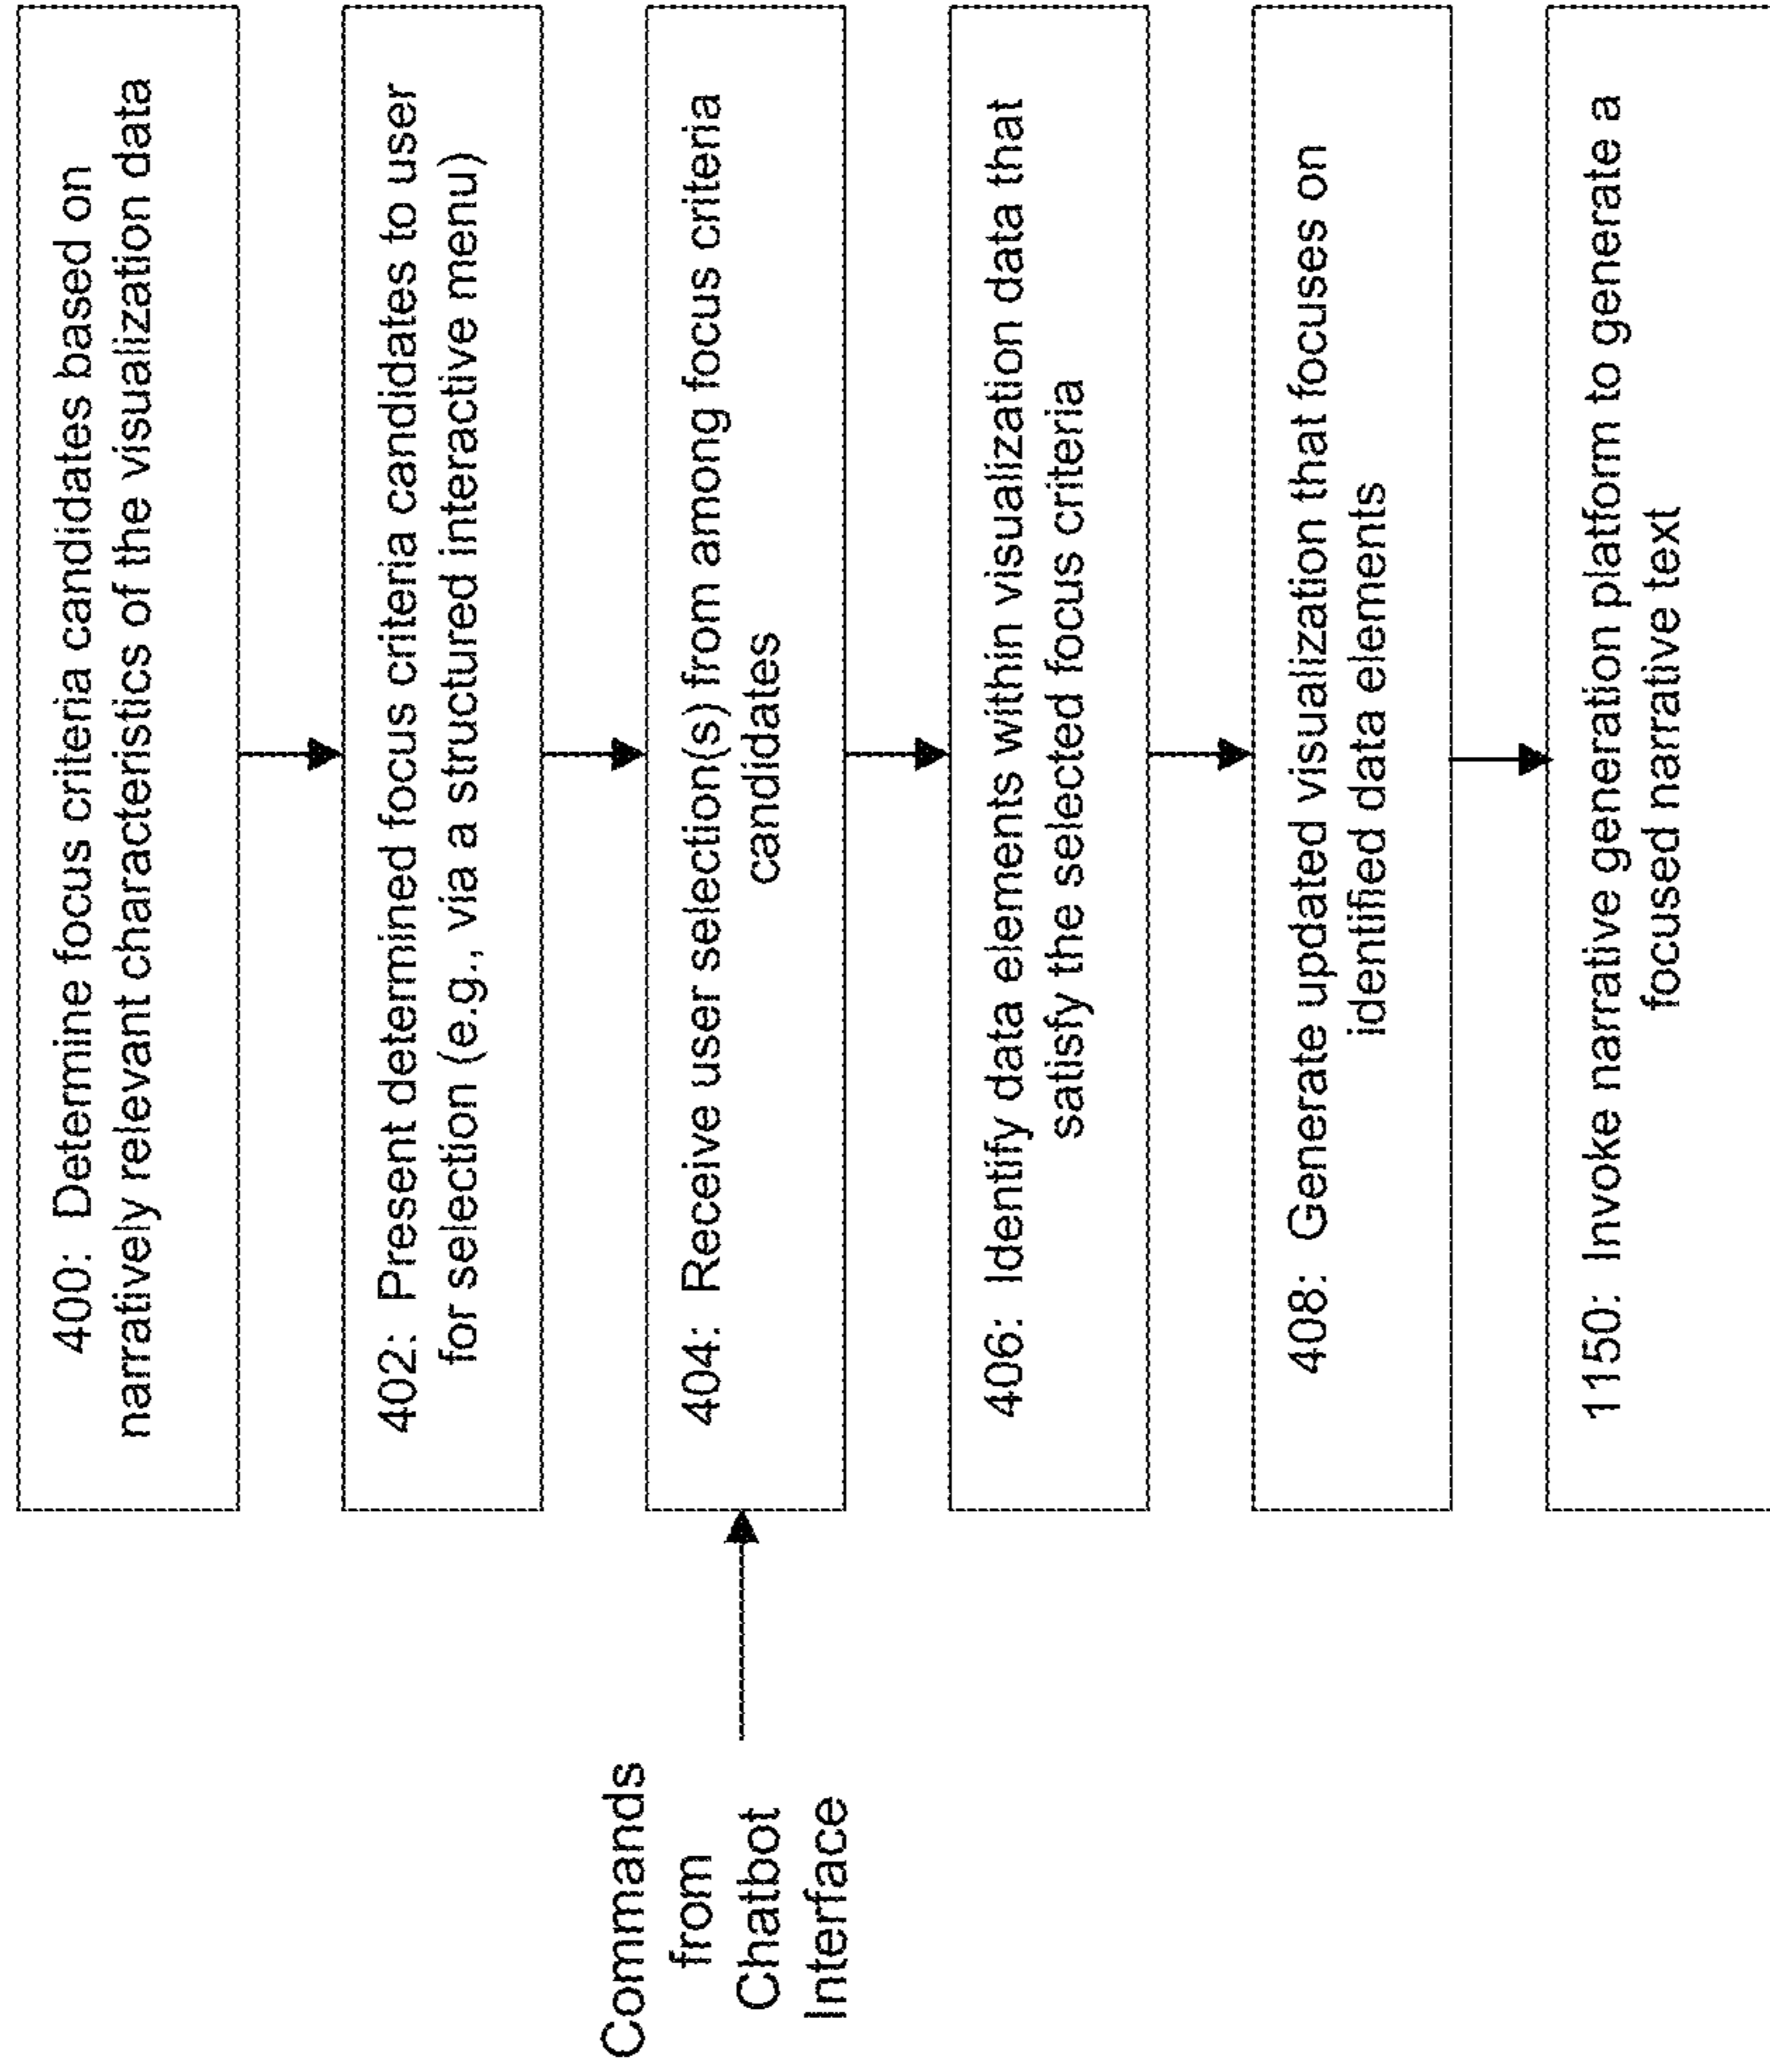 400: Determine focus criteria candidates based on
narratively relevant characteristics of the visualization data
402: Present determined focus criteria candidates to user
for selection (e.g., via a structured interactive menu)
Commands
from
Chatbot
Interface
404: Receive user selection(s) from among focus criteria
candidates
406: Identify data elements within visualization data that
satisfy the selected focus criteria
408: Generate updated visualization that focuses on
identified data elements
1150: Invoke narrative generation platform to generate a
focused narrative text